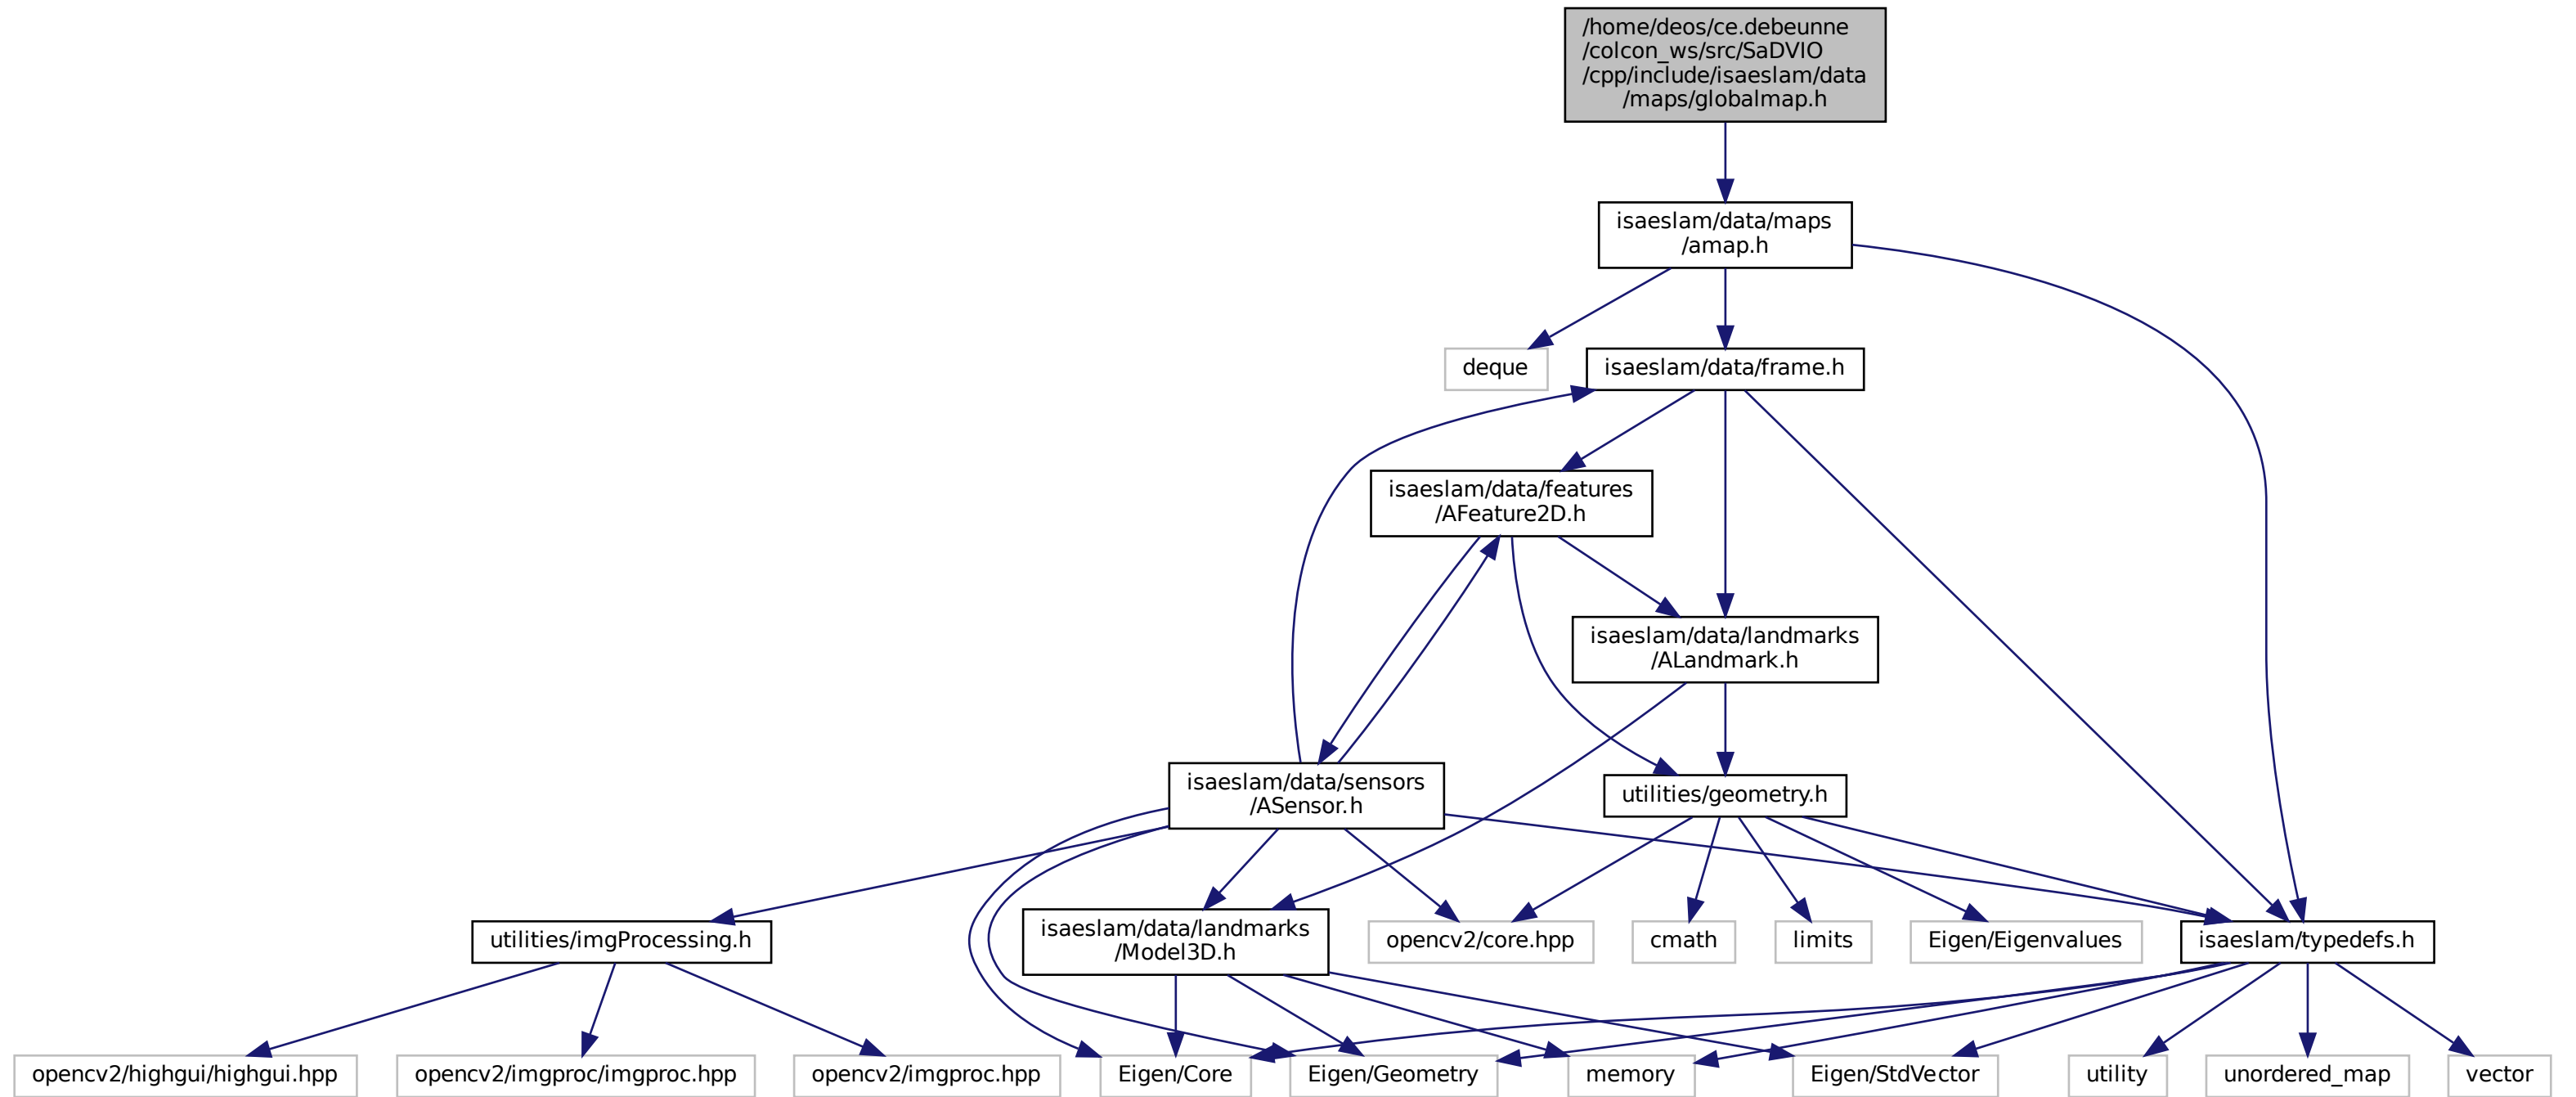 /home/deos/ce.debeunne
/colcon_ws/src/SaDVIO
/cpp/include/isaeslam/data
/maps/globalmap.h
isaeslam/data/maps
/amap.h
deque
isaeslam/data/frame.h
isaeslam/data/features
/AFeature2D.h
isaeslam/data/landmarks
/ALandmark.h
isaeslam/data/sensors
/ASensor.h
utilities/geometry.h
utilities/imgProcessing.h
isaeslam/data/landmarks
/Model3D.h
opencv2/core.hpp
cmath
limits
Eigen/Eigenvalues
isaeslam/typedefs.h
opencv2/highgui/highgui.hpp
opencv2/imgproc/imgproc.hpp
opencv2/imgproc.hpp
Eigen/Core
Eigen/Geometry
memory
Eigen/StdVector
utility
unordered_map
vector